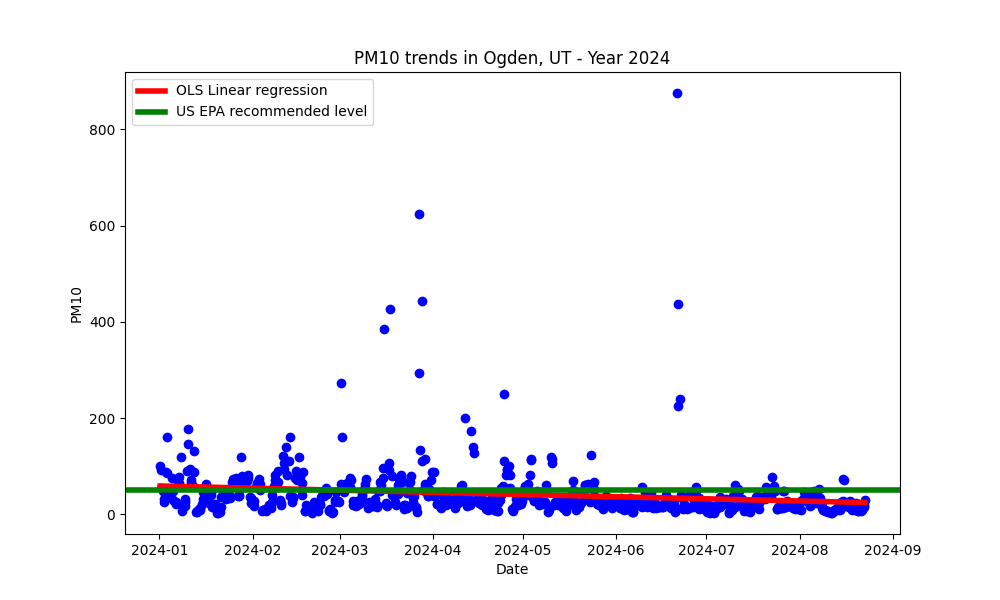 PM10 trends in Ogden, UT - Year 2024
OLS Linear regression
US EPA recommended level
800
600
400
200
0
PM10
2024-01 2024-02 2024-03 2024-04 2024-05 2024-06 2024-07 2024-08 2024-09
Date